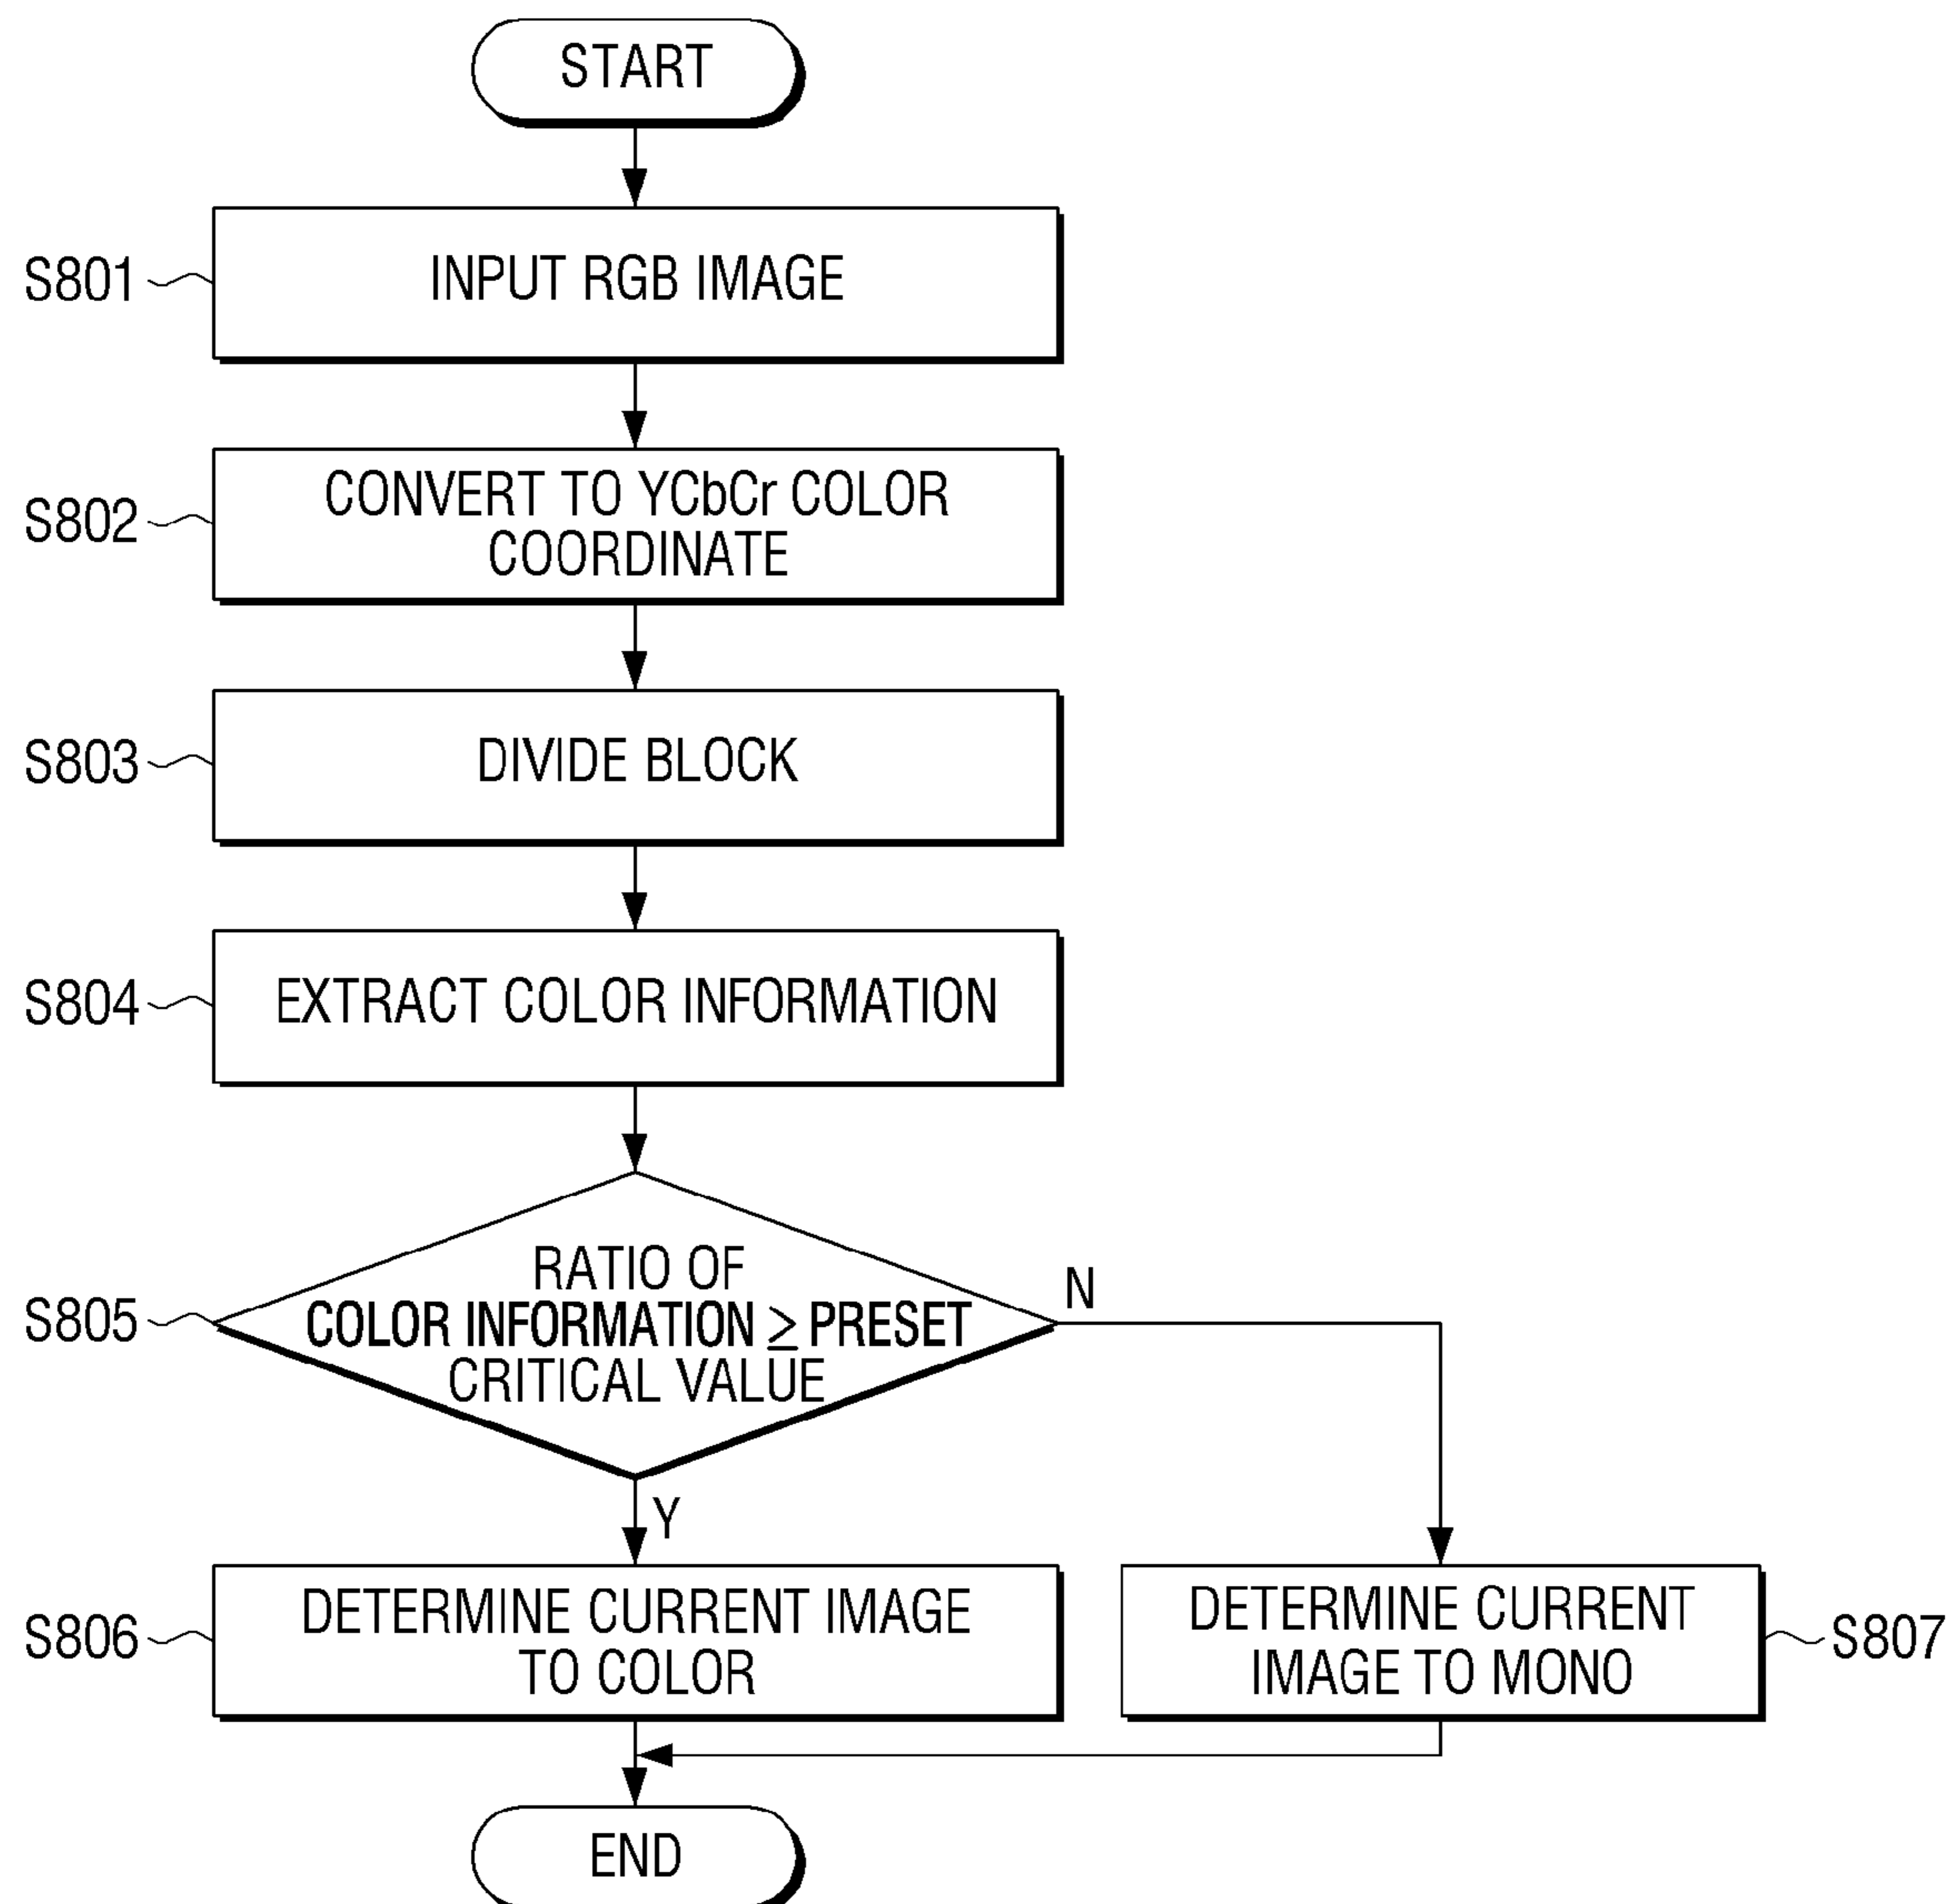 START
S801
INPUT RGB IMAGE
S802
CONVERT TO YCbCr COLOR
COORDINATE
S803
DIVIDE BLOCK
S804
EXTRACT COLOR INFORMATION
S805
RATIO OF
COLOR INFORMATION ≥ PRESET
CRITICAL VALUE
N
Y
S806
DETERMINE CURRENT IMAGE
TO COLOR
DETERMINE CURRENT
IMAGE TO MONO
S807
END